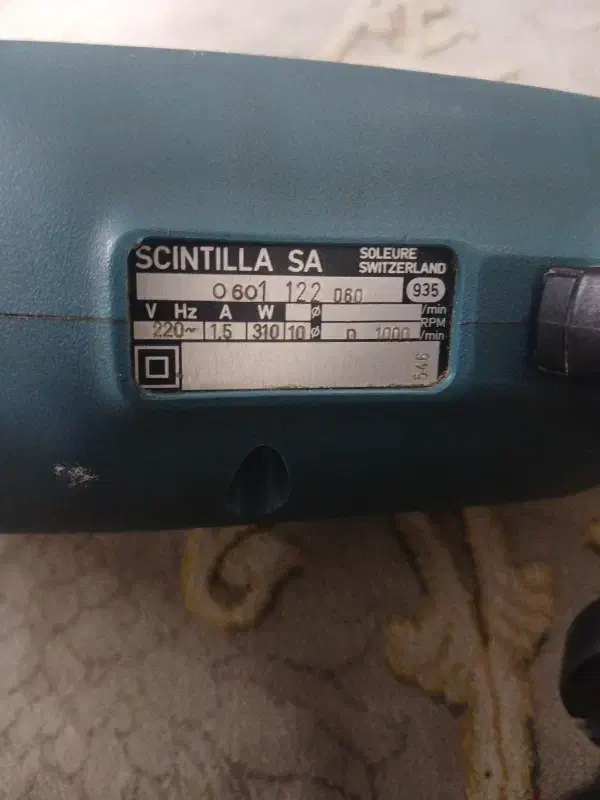 SCINTILLA SA SOLEURE SWITZERLAND
0 601 122 060 935
V Hz A W ø /min RPM
220~ 1.5 310 10 ø n 1000 /min
646